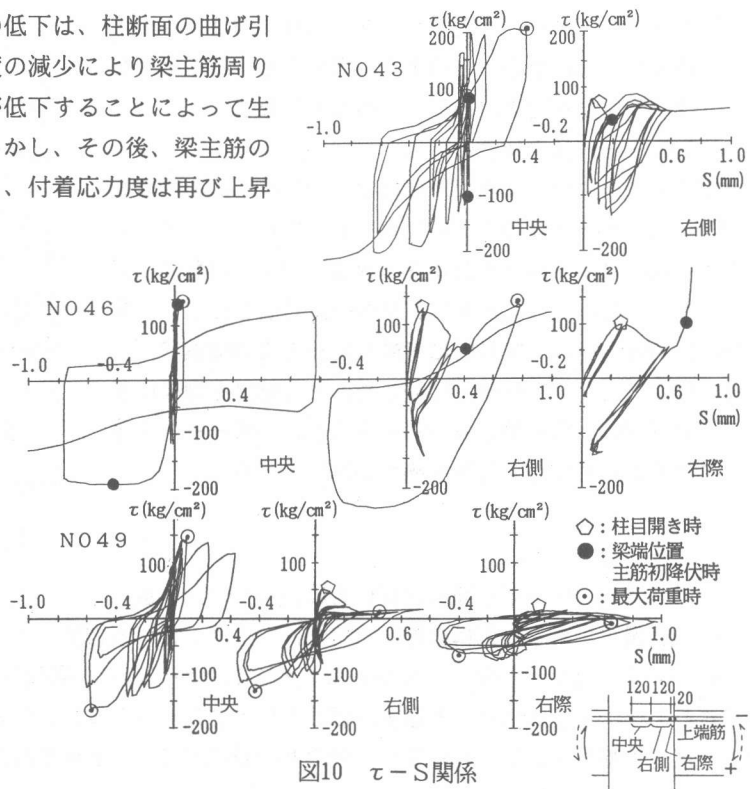 の低下は、柱断面の曲げ引
度の減少により梁主筋周り
が低下することによって生
かし、その後、梁主筋の
、付着応力度は再び上昇
τ(kg/cm²) τ(kg/cm²)
NO43
200 200
100 100
-1.0 -0.2
0.4 0.6 1.0
S(mm)
-100
-200 中央 -200 右側
τ(kg/cm²) τ(kg/cm²) τ(kg/cm²)
NO46
100 100 100
-1.0 -0.4 -0.4 -0.2
0.4 0.4 1.0 0.6 1.0
S(mm)
-100
-200 中央 -200 右側 -200 右際
τ(kg/cm²) τ(kg/cm²) τ(kg/cm²)
NO49
100 100 100
-1.0 -0.4 -0.4 -0.4
0.4 0.6 1.0
S(mm)
-100 -100 -100
-200 中央 -200 右側 -200 右際
：柱目開き時
：梁端位置
主筋初降伏時
：最大荷重時
120 120 20
上端筋 −
中央 右側 右際 +
図10 τ−S関係